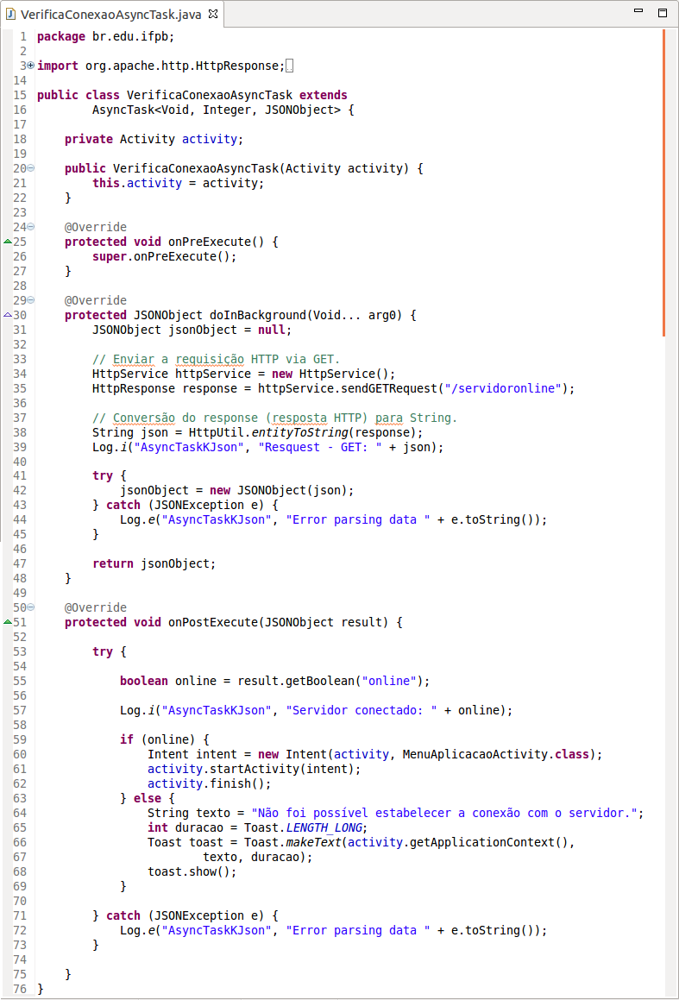 VerificaConexaoAsyncTask.java
1 package br.edu.ifpb;
2
3 import org.apache.http.HttpResponse;
14
15 public class VerificaConexaoAsyncTask extends
16         AsyncTask<Void, Integer, JSONObject> {
17
18     private Activity activity;
19
20     public VerificaConexaoAsyncTask(Activity activity) {
21         this.activity = activity;
22     }
23
24     @Override
25     protected void onPreExecute() {
26         super.onPreExecute();
27     }
28
29     @Override
30     protected JSONObject doInBackground(Void... arg0) {
31         JSONObject jsonObject = null;
32
33         // Enviar a requisição HTTP via GET.
34         HttpService httpService = new HttpService();
35         HttpResponse response = httpService.sendGETRequest("/servidoronline");
36
37         // Conversão do response (resposta HTTP) para String.
38         String json = HttpUtil.entityToString(response);
39         Log.i("AsyncTaskKJson", "Resquest - GET: " + json);
40
41         try {
42             jsonObject = new JSONObject(json);
43         } catch (JSONException e) {
44             Log.e("AsyncTaskKJson", "Error parsing data " + e.toString());
45         }
46
47         return jsonObject;
48     }
49
50     @Override
51     protected void onPostExecute(JSONObject result) {
52
53         try {
54
55             boolean online = result.getBoolean("online");
56
57             Log.i("AsyncTaskKJson", "Servidor conectado: " + online);
58
59             if (online) {
60                 Intent intent = new Intent(activity, MenuAplicacaoActivity.class);
61                 activity.startActivity(intent);
62                 activity.finish();
63             } else {
64                 String texto = "Não foi possível estabelecer a conexão com o servidor.";
65                 int duracao = Toast.LENGTH_LONG;
66                 Toast toast = Toast.makeText(activity.getApplicationContext(),
67                         texto, duracao);
68                 toast.show();
69             }
70
71         } catch (JSONException e) {
72             Log.e("AsyncTaskKJson", "Error parsing data " + e.toString());
73         }
74
75     }
76 }